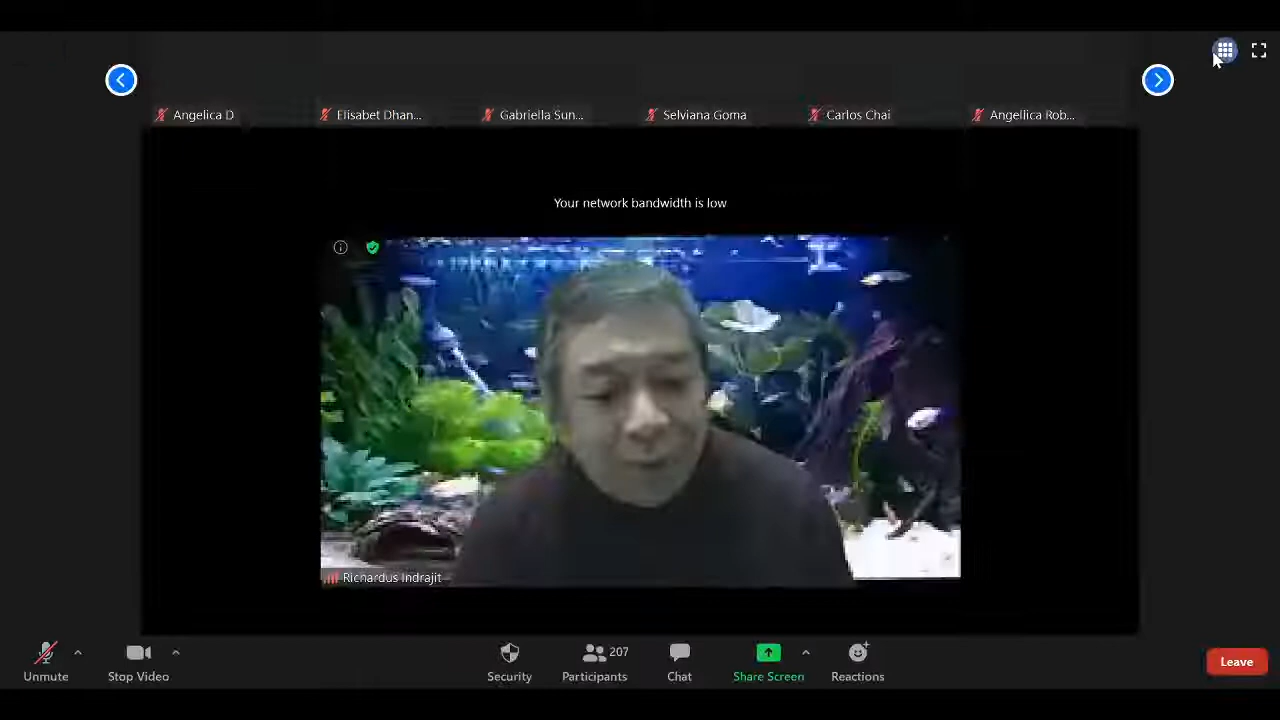 Angelica D
Elisabet Dhan...
Gabriella Sun...
Selviana Goma
Carlos Chai
Angellica Rob...
Your network bandwidth is low
Richardus Indrajit
Unmute
Stop Video
Security
207
Participants
Chat
Share Screen
Reactions
Leave